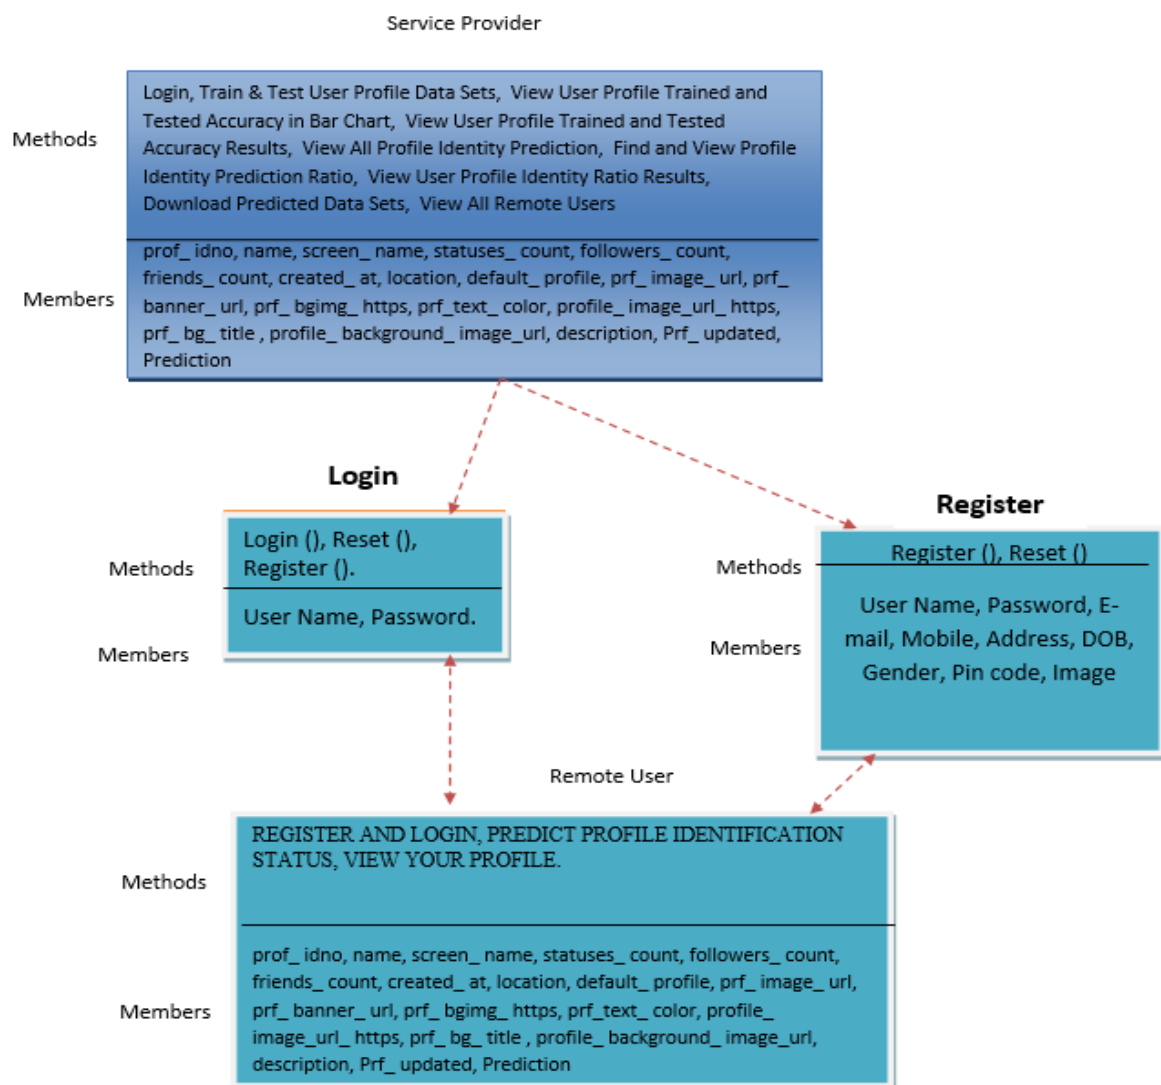 Service Provider
Methods
Login, Train & Test User Profile Data Sets, View User Profile Trained and
Tested Accuracy in Bar Chart, View User Profile Trained and Tested
Accuracy Results, View All Profile Identity Prediction, Find and View Profile
Identity Prediction Ratio, View User Profile Identity Ratio Results,
Download Predicted Data Sets, View All Remote Users
Members
prof_ idno, name, screen_ name, statuses_ count, followers_ count,
friends_ count, created_ at, location, default_ profile, prf_ image_ url, prf_
banner_ url, prf_ bgimg_ https, prf_text_ color, profile_ image_url_ https,
prf_ bg_ title , profile_ background_ image_url, description, Prf_ updated,
Prediction
Login
Methods
Login (), Reset (),
Register ().
Members
User Name, Password.
Register
Methods
Register (), Reset ()
Members
User Name, Password, E-
mail, Mobile, Address, DOB,
Gender, Pin code, Image
Remote User
Methods
REGISTER AND LOGIN, PREDICT PROFILE IDENTIFICATION
STATUS, VIEW YOUR PROFILE.
Members
prof_ idno, name, screen_ name, statuses_ count, followers_ count,
friends_ count, created_ at, location, default_ profile, prf_ image_ url,
prf_ banner_ url, prf_ bgimg_ https, prf_text_ color, profile_
image_url_ https, prf_ bg_ title , profile_ background_ image_url,
description, Prf_ updated, Prediction